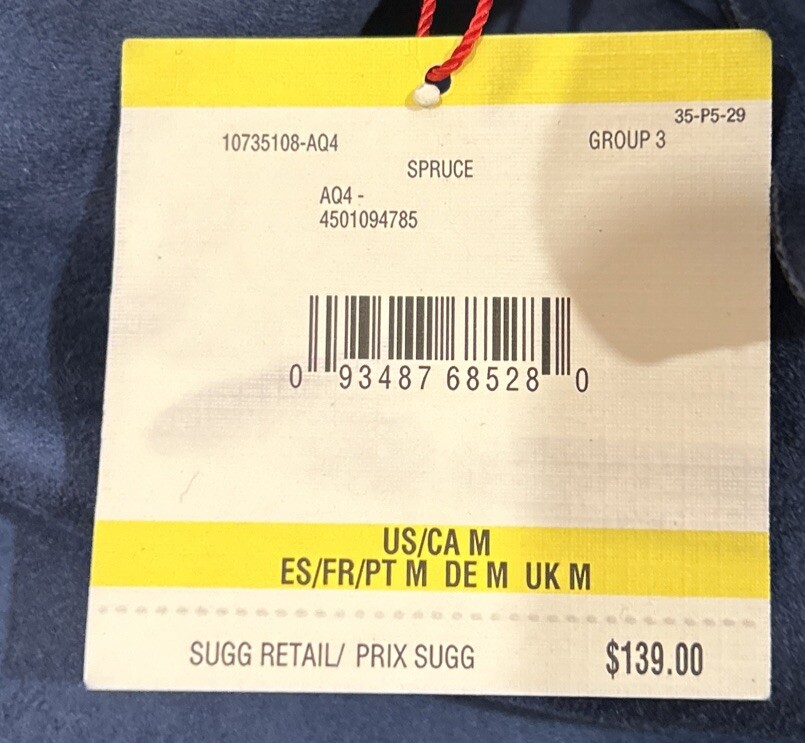 35-P5-29
10735108-AQ4 GROUP 3
SPRUCE
AQ4 -
4501094785
0 93487 68528 0
US/CA M
ES/FR/PT M DE M UK M
SUGG RETAIL/ PRIX SUGG $139.00